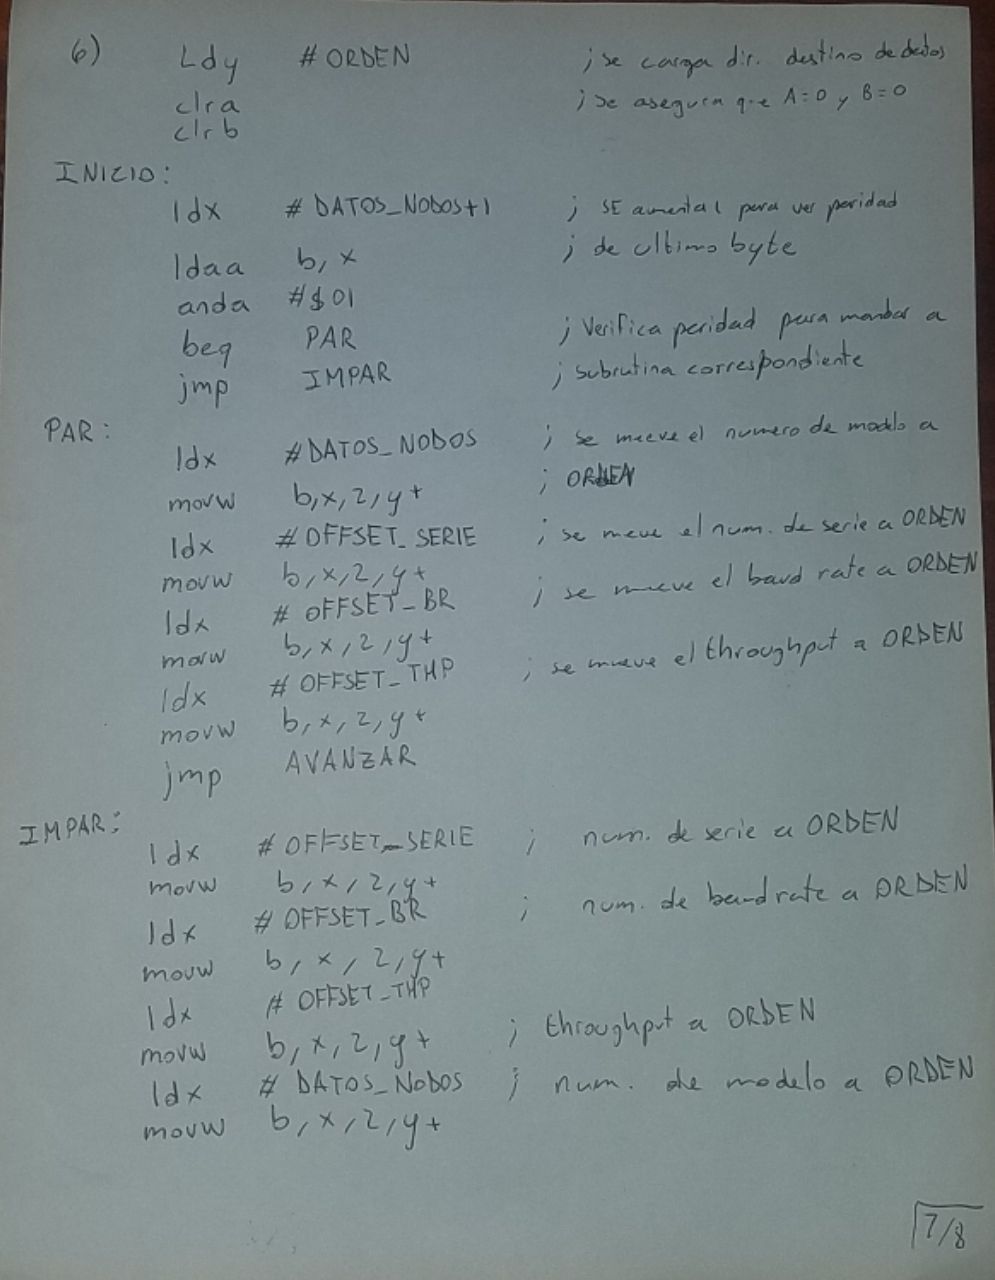 6) Ldy #ORDEN ; se carga dir. destino de datos
clra ; se asegura que A=0 y B=0
clrb
INICIO:
ldx #DATOS_NODOS+1 ; SE aumenta 1 para ver paridad
ldaa b,x ; de ultimo byte
anda #$01
beq PAR ; Verifica paridad para mandar a
jmp IMPAR ; subrutina correspondiente
PAR:
ldx #DATOS_NODOS ; se mueve el numero de modelo a
movw b,x,2,y+ ; ORDEN
ldx #OFFSET_SERIE ; se mueve el num. de serie a ORDEN
movw b,x,2,y+
ldx #OFFSET_BR ; se mueve el baud rate a ORDEN
movw b,x,2,y+
ldx #OFFSET_THP ; se mueve el throughput a ORDEN
movw b,x,2,y+
jmp AVANZAR
IMPAR:
ldx #OFFSET_SERIE ; num. de serie a ORDEN
movw b,x,2,y+
ldx #OFFSET_BR ; num. de baudrate a ORDEN
movw b,x,2,y+
ldx #OFFSET_THP
movw b,x,2,y+ ; throughput a ORDEN
ldx #DATOS_NODOS ; num. de modelo a ORDEN
movw b,x,2,y+
7/8